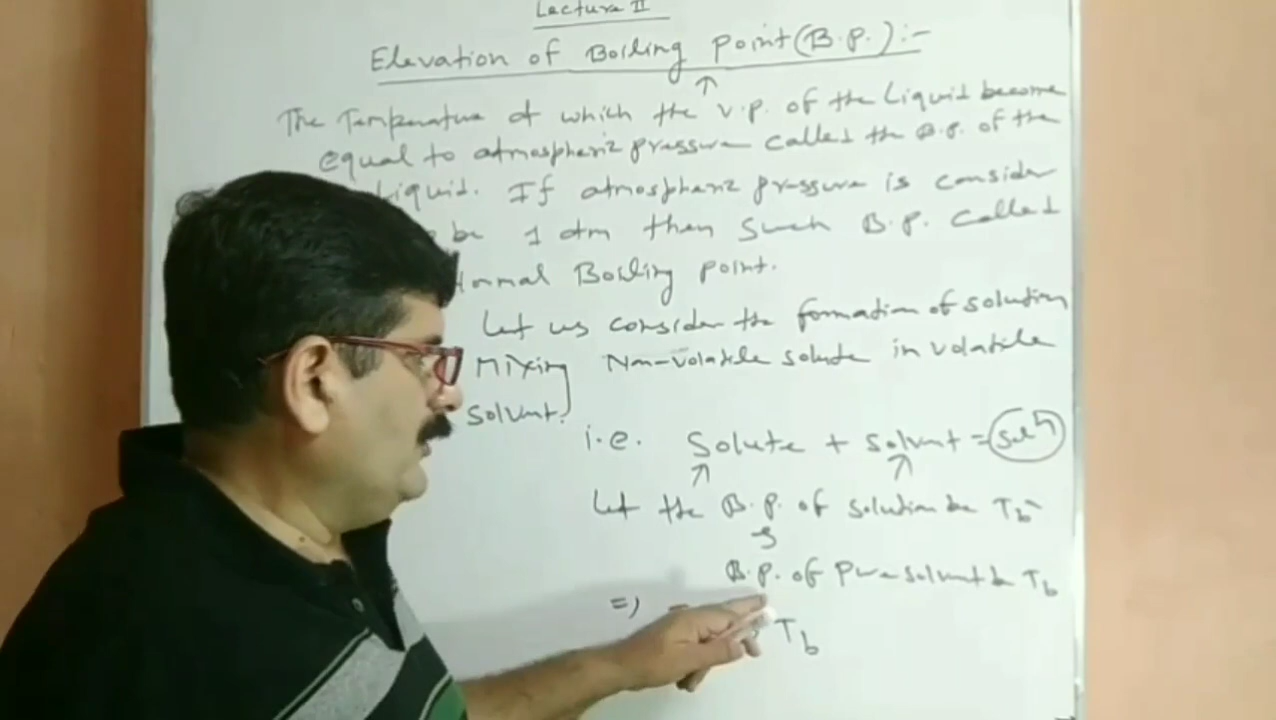 Lecture II
Elevation of Boiling Point (B.P.) :-
↑
The Temperature at which the v.p. of the Liquid become
equal to atmospheric pressure called the B.p. of the
Liquid. If atmospheric pressure is consider
be 1 atm then such B.P. called
Normal Boiling point.
Let us consider the formation of solution
Mixing Non-volatile solute in volatile
solvent.
i.e. Solute + solvent = Solⁿ
Let the B.p. of solution be Tb
&
B.p. of Pure solvent be Tb
=> Tb